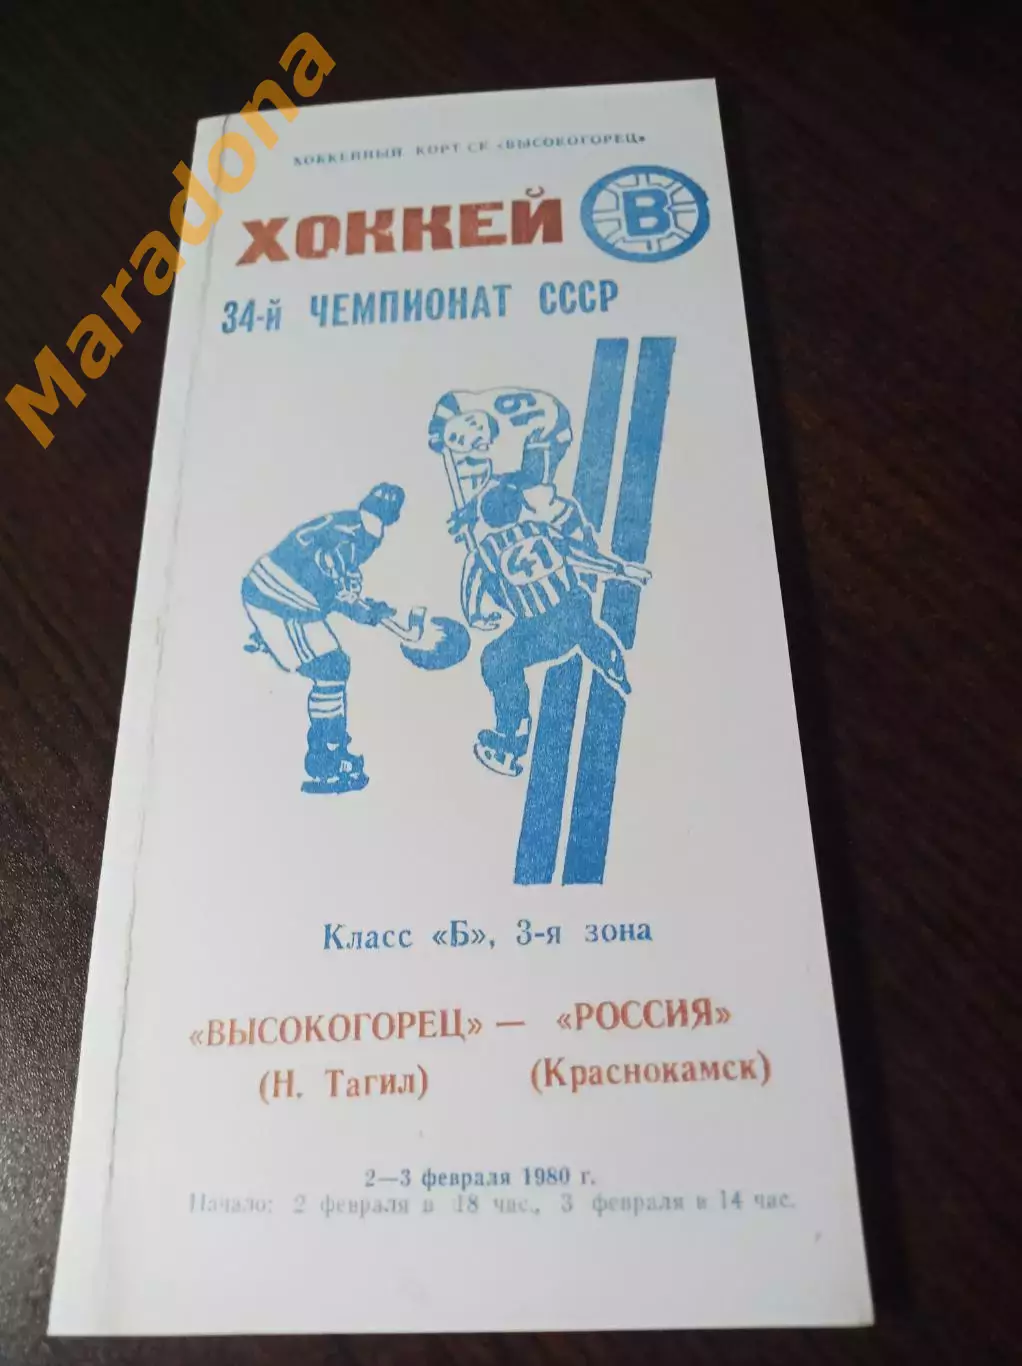 Maradona
ХОККЕЙНЫЙ КОРТ СК «ВЫСОКОГОРЕЦ»
ХОККЕЙ
В
34-й ЧЕМПИОНАТ СССР
19
41
Класс «Б», 3-я зона
«ВЫСОКОГОРЕЦ» — «РОССИЯ»
(Н. Тагил) (Краснокамск)
2—3 февраля 1980 г.
Начало: 2 февраля в 18 час., 3 февраля в 14 час.